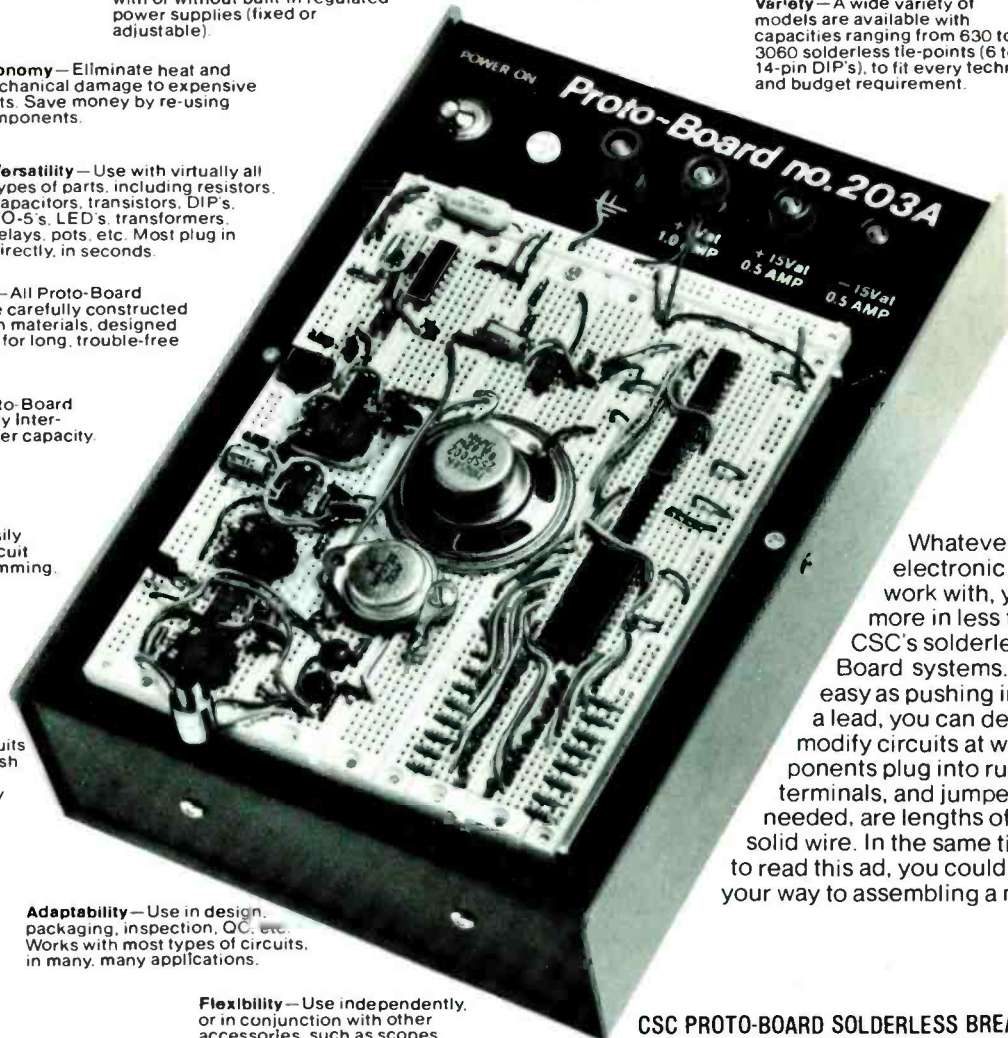 power supplies (fixed or
adjustable).
Variety—A wide variety of
models are available with
capacities ranging from 630 to
3060 solderless tie-points (6 to
14-pin DIP's), to fit every techn
and budget requirement.
onomy—Eliminate heat and
chanical damage to expensive
ts. Save money by re-using
mponents.
ersatility—Use with virtually all
ypes of parts, including resistors,
apacitors, transistors, DIP's,
O-5's, LED's, transformers,
elays, pots, etc. Most plug in
irectly, in seconds.
—All Proto-Board
e carefully constructed
n materials, designed
for long, trouble-free
to-Board
y Inter-
er capacity.
ily
cuit
mming.
uits
sh
y
POWER ON
Proto-Board no. 203A
1.0 AMP
+ 15V at
0.5 AMP
- 15V at
0.5 AMP
Whateve
electronic
work with, y
more in less
CSC's solderle
Board systems.
easy as pushing i
a lead, you can de
modify circuits at w
ponents plug into ru
terminals, and jumpe
needed, are lengths of
solid wire. In the same ti
to read this ad, you could
your way to assembling a
Adaptability—Use in design,
packaging, inspection, QC, etc.
Works with most types of circuits,
in many, many applications.
Flexibility—Use independently,
or in conjunction with other
accessories, such as scopes
CSC PROTO-BOARD SOLDERLESS BREA